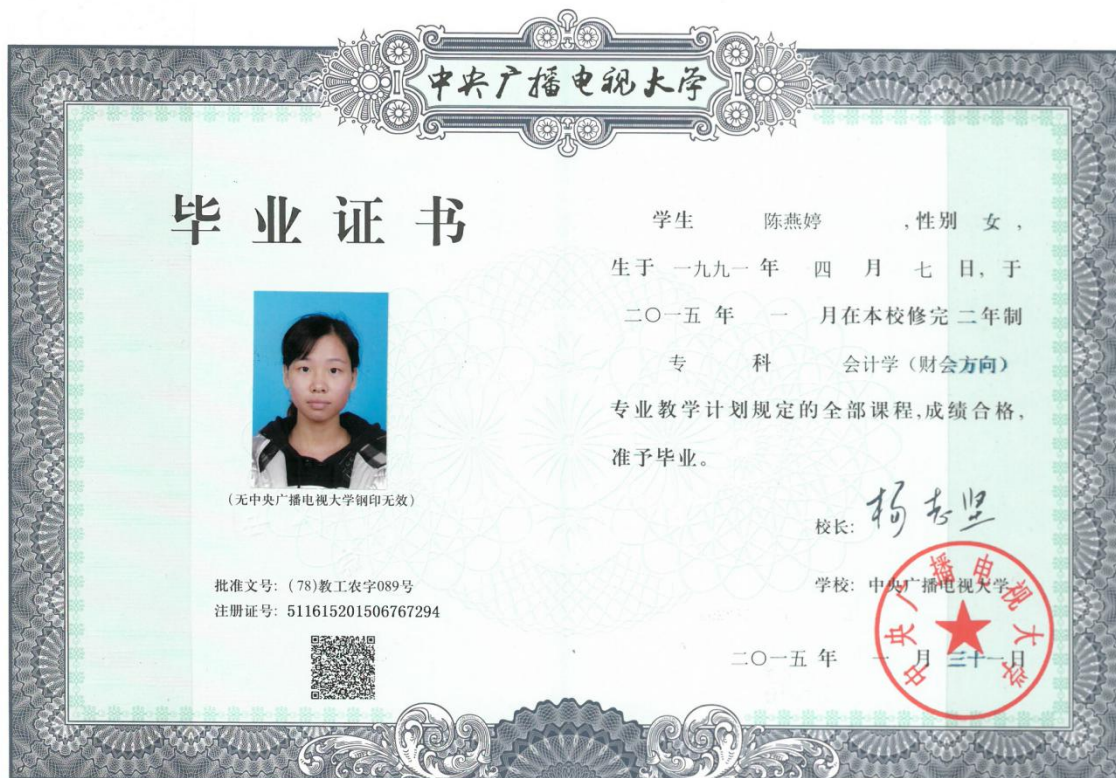 中央广播电视大学
毕业证书
(无中央广播电视大学钢印无效)
批准文号: (78)教工农字089号
注册证号: 511615201506767294
学生 陈燕婷 ,性别 女 ,
生于 一九九一 年 四 月 七 日, 于
二〇一五 年 一 月在本校修完 二年制
专 科 会计学(财会方向)
专业教学计划规定的全部课程,成绩合格,
准予毕业。
校长: 杨志坚
学校: 中央广播电视大学
二〇一五 年 一 月 三十一日
中央广播电视大学